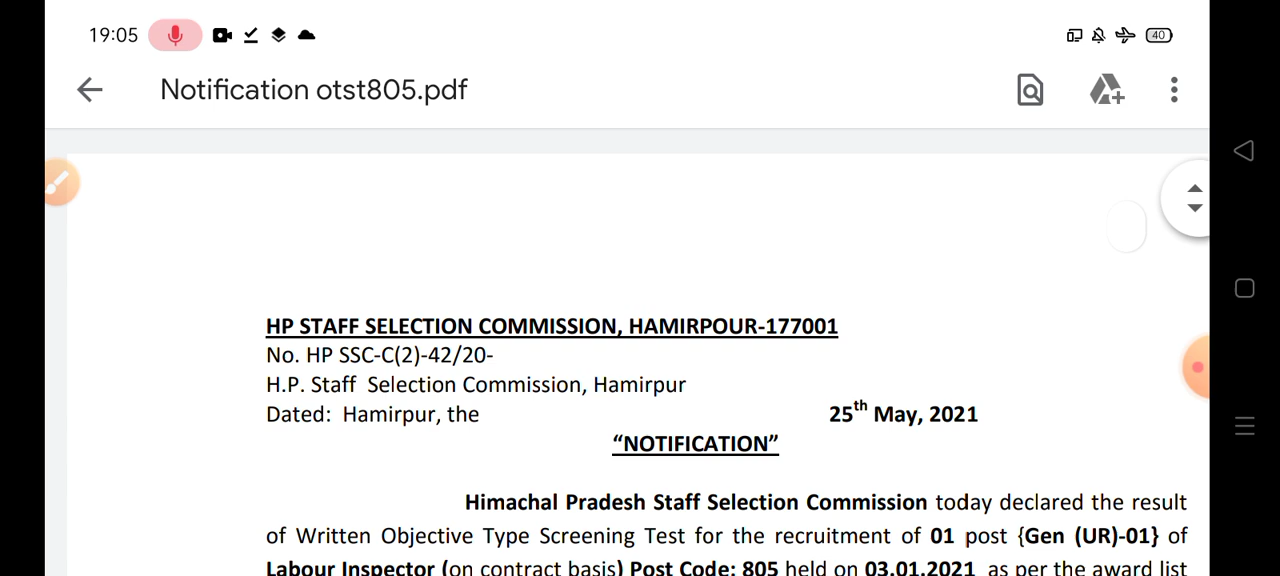 19:05
40
Notification otst805.pdf
HP STAFF SELECTION COMMISSION, HAMIRPOUR-177001
No. HP SSC-C(2)-42/20-
H.P. Staff Selection Commission, Hamirpur
Dated: Hamirpur, the 25th May, 2021
“NOTIFICATION”
Himachal Pradesh Staff Selection Commission today declared the result
of Written Objective Type Screening Test for the recruitment of 01 post {Gen (UR)-01} of
Labour Inspector (on contract basis) Post Code: 805 held on 03.01.2021 as per the award list